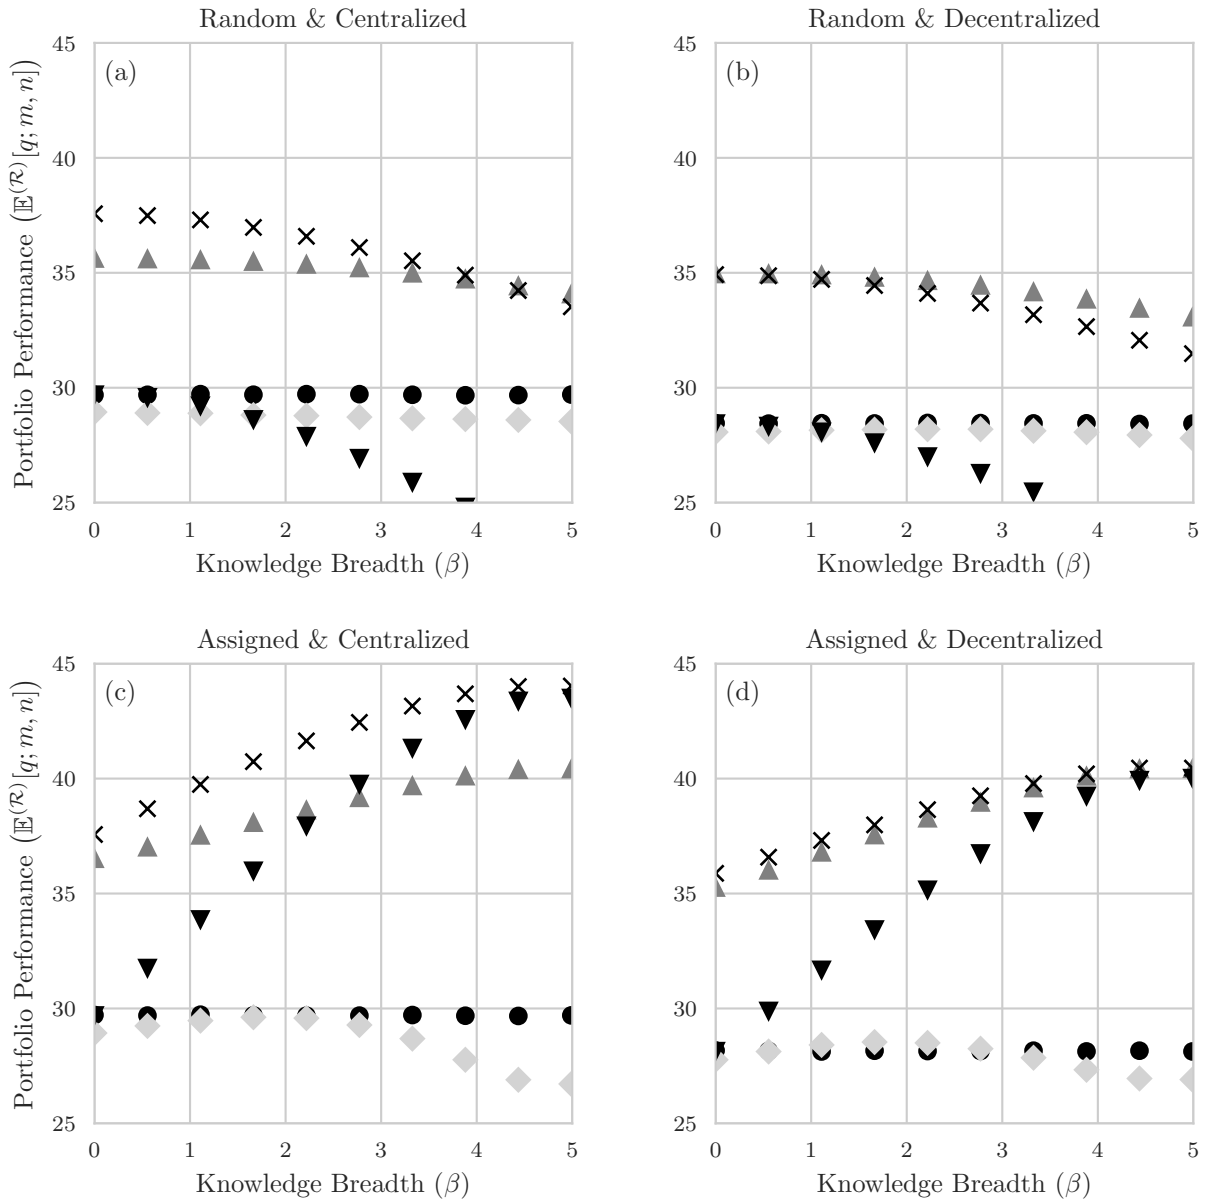 Random & Centralized
Random & Decentralized
(a)
(b)
45
40
35
30
25
0 1 2 3 4 5
Knowledge Breadth (β)
Portfolio Performance (𝔼^(ℛ)[q; m, n])
45
40
35
30
25
0 1 2 3 4 5
Knowledge Breadth (β)
Assigned & Centralized
Assigned & Decentralized
(c)
(d)
45
40
35
30
25
0 1 2 3 4 5
Knowledge Breadth (β)
Portfolio Performance (𝔼^(ℛ)[q; m, n])
45
40
35
30
25
0 1 2 3 4 5
Knowledge Breadth (β)